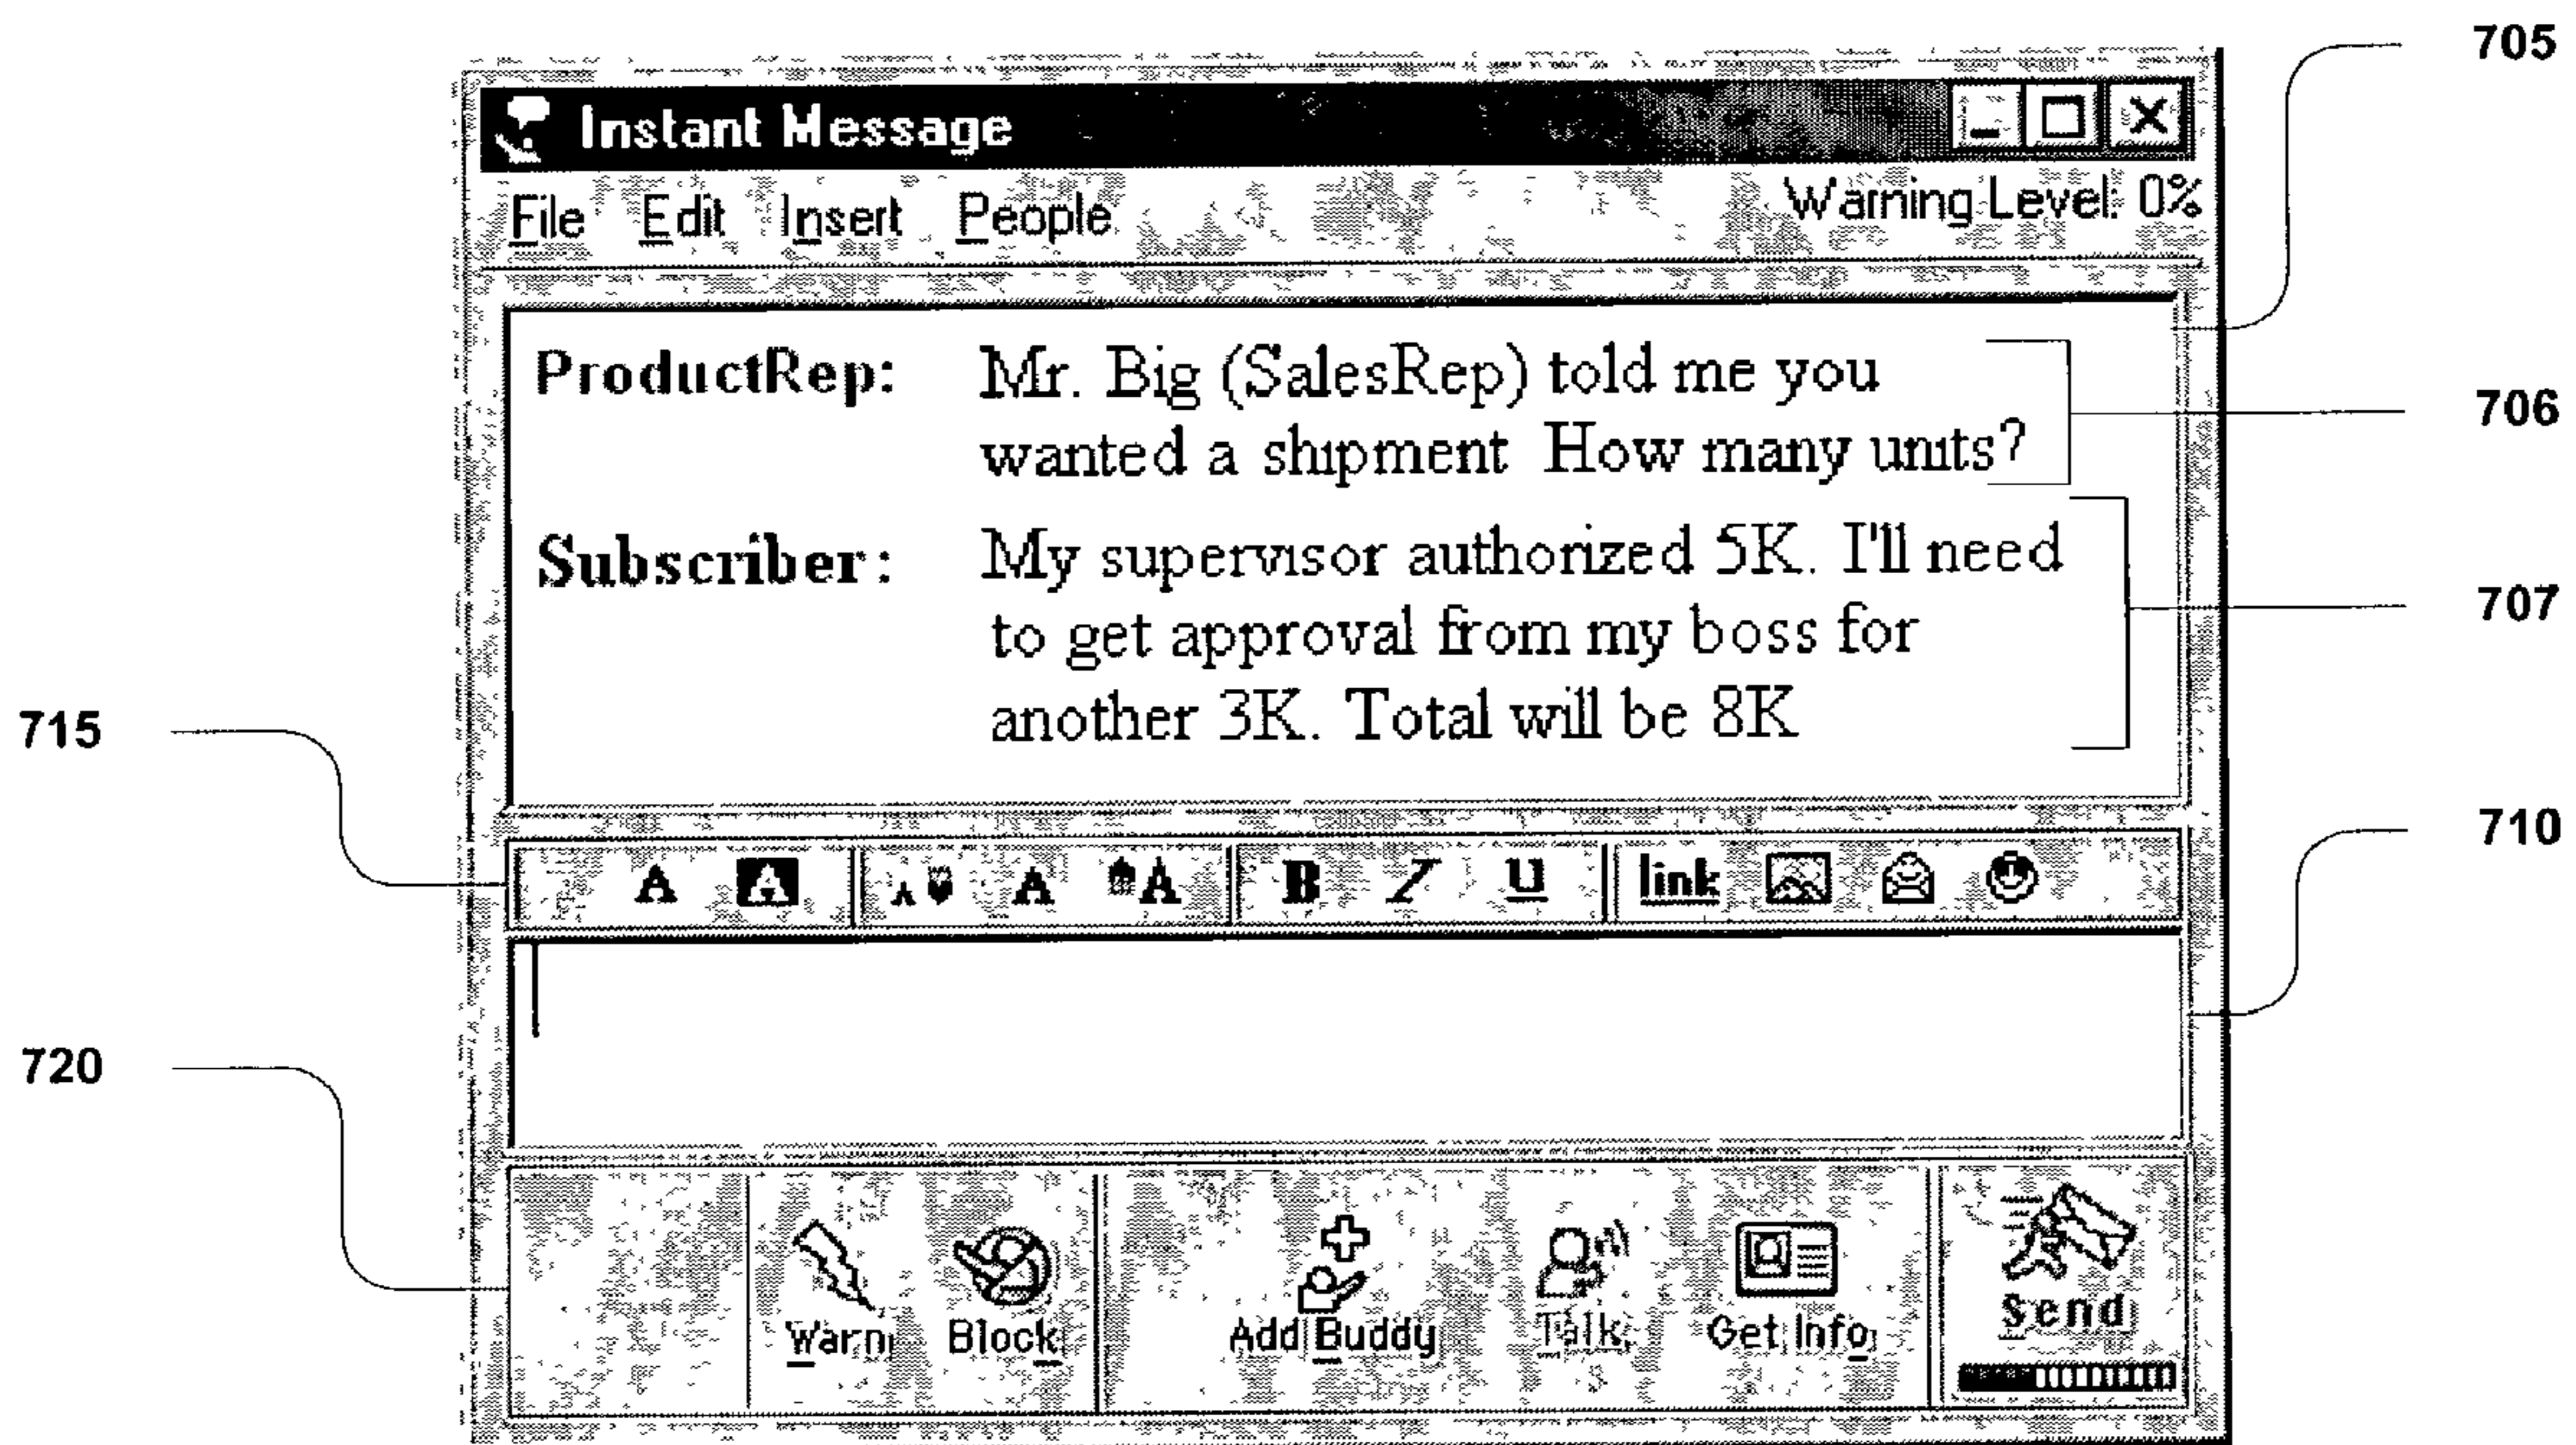 705
Instant Message
File Edit Insert People Warning Level: 0%
ProductRep: Mr. Big (SalesRep) told me you
706
wanted a shipment How many units?
Subscriber: My supervisor authorized 5K. I'll need
707
to get approval from my boss for
another 3K. Total will be 8K
715
710
A A A A A B I U link
720
Warn Block Add Buddy Talk Get Info Send